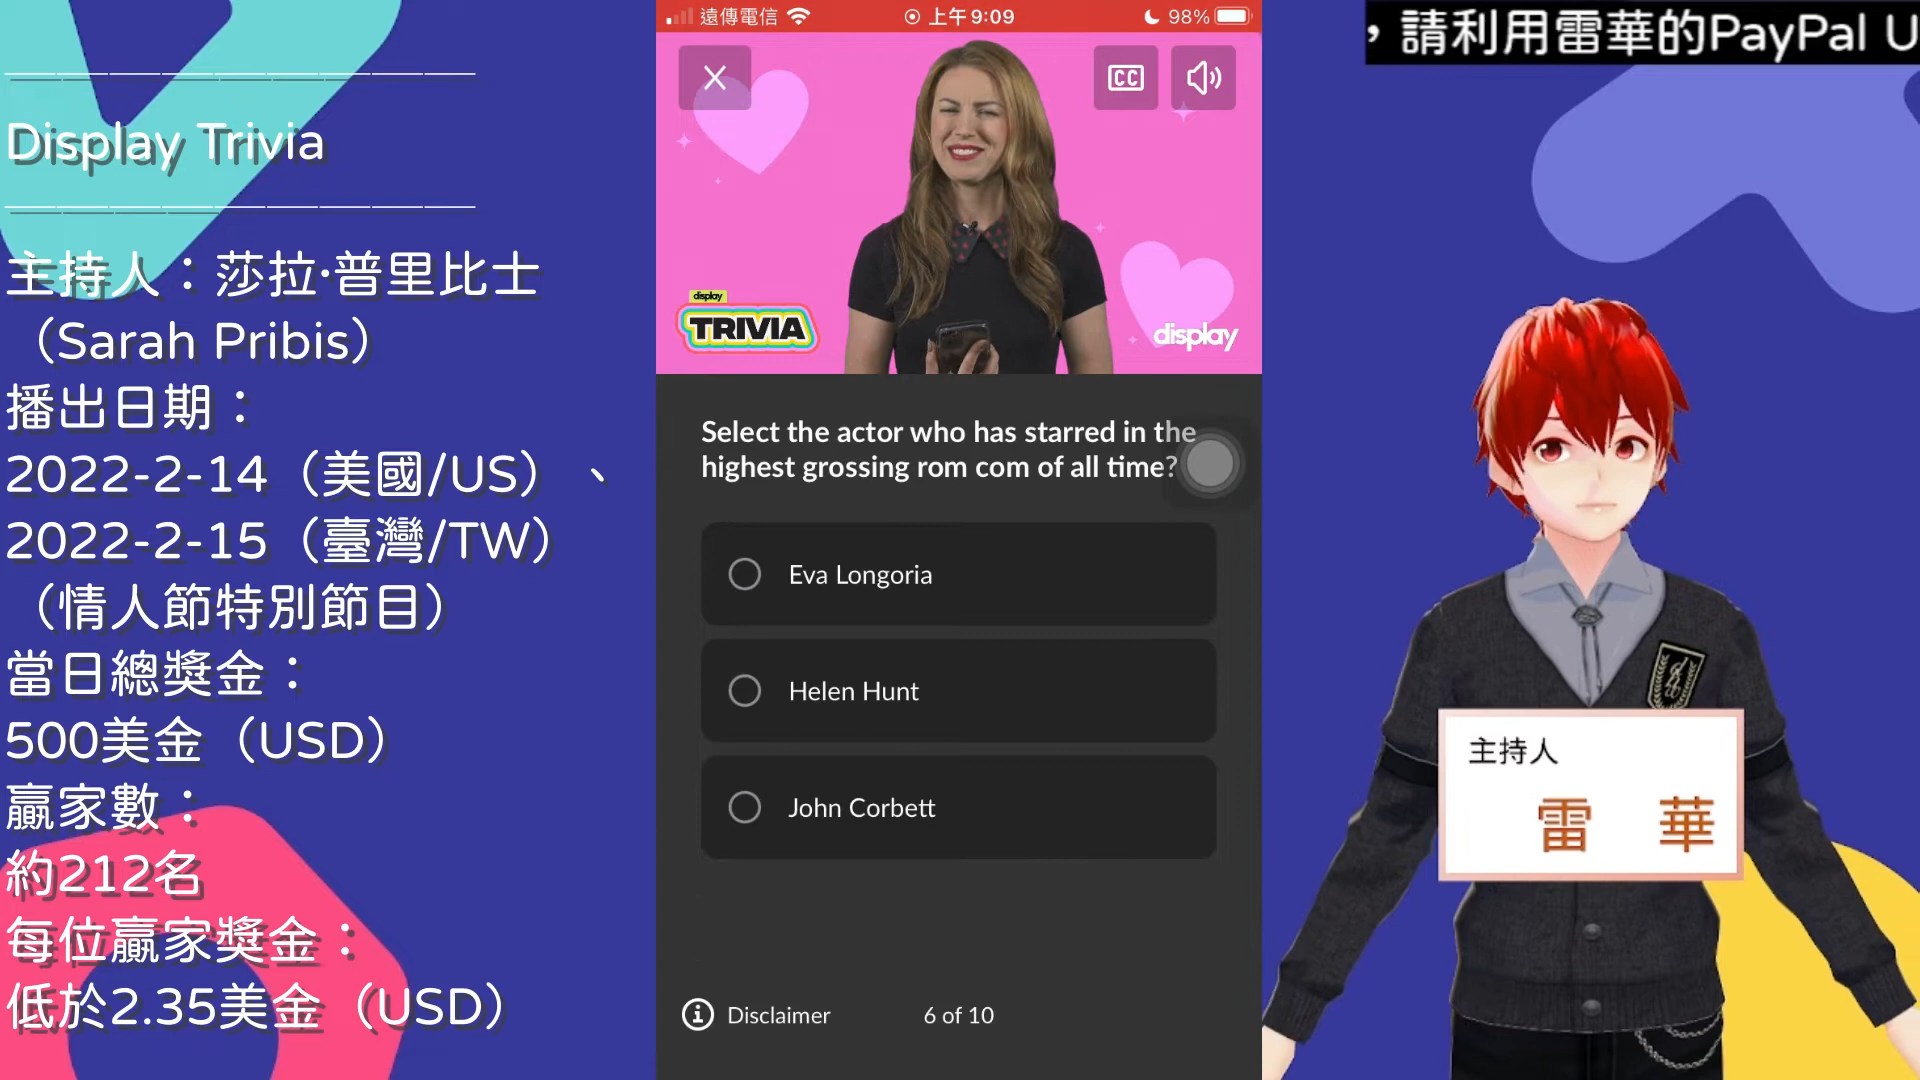 Display Trivia
主持人：莎拉·普里比士
（Sarah Pribis）
播出日期：
2022-2-14（美國/US）、
2022-2-15（臺灣/TW）
（情人節特別節目）
當日總獎金：
500美金（USD）
贏家數：
約212名
每位贏家獎金：
低於2.35美金（USD）
遠傳電信
上午9:09
98%
CC
display
TRIVIA
display
Select the actor who has starred in the
highest grossing rom com of all time?
Eva Longoria
Helen Hunt
John Corbett
Disclaimer
6 of 10
，請利用雷華的PayPal U
主持人
雷 華